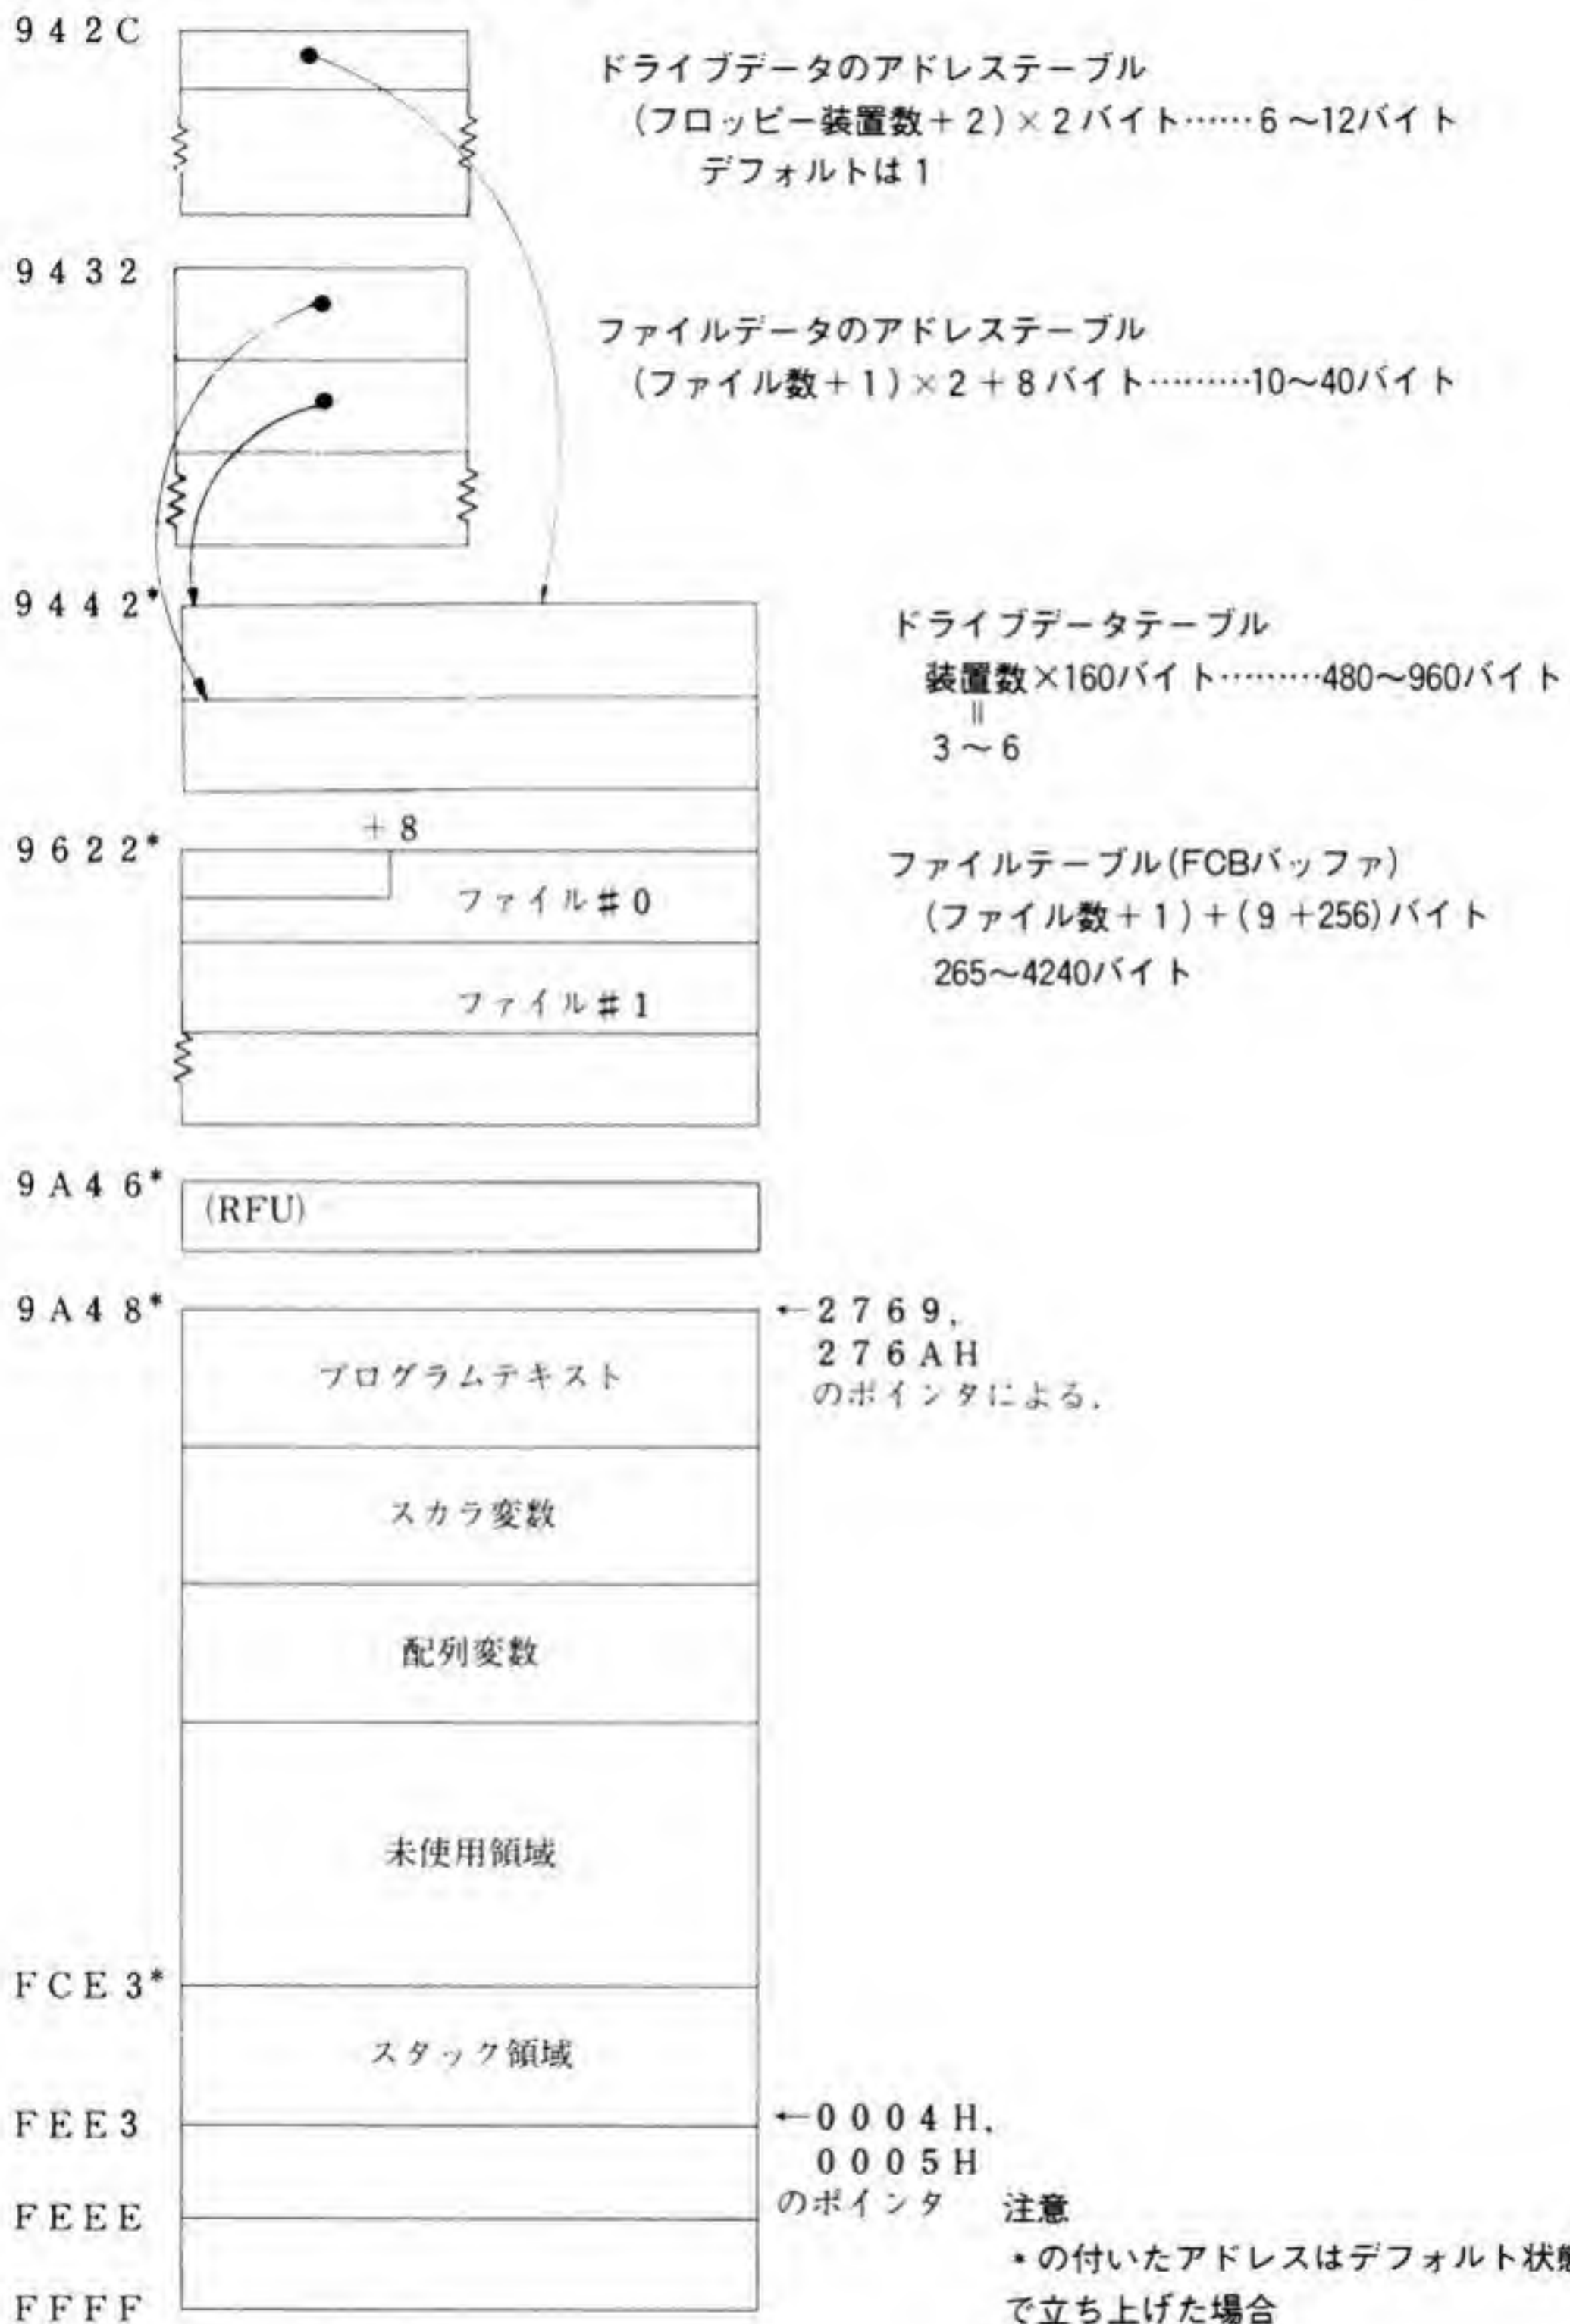 942C
ドライブデータのアドレステーブル
(フロッピー装置数+2)×2バイト……6~12バイト
デフォルトは1
9432
ファイルデータのアドレステーブル
(ファイル数+1)×2+8バイト………10~40バイト
9442*
ドライブデータテーブル
装置数×160バイト………480~960バイト
=
3~6
+8
9622*
ファイル#0
ファイルテーブル(FCBバッファ)
(ファイル数+1)+(9+256)バイト
265~4240バイト
ファイル#1
9A46*
(RFU)
9A48*
←2769,
276AH
のポインタによる.
プログラムテキスト
スカラ変数
配列変数
未使用領域
FCE3*
スタック領域
FEE3
←0004H,
0005H
のポインタ
FEEE
注意
*の付いたアドレスはデフォルト状態
で立ち上げた場合
FFFF